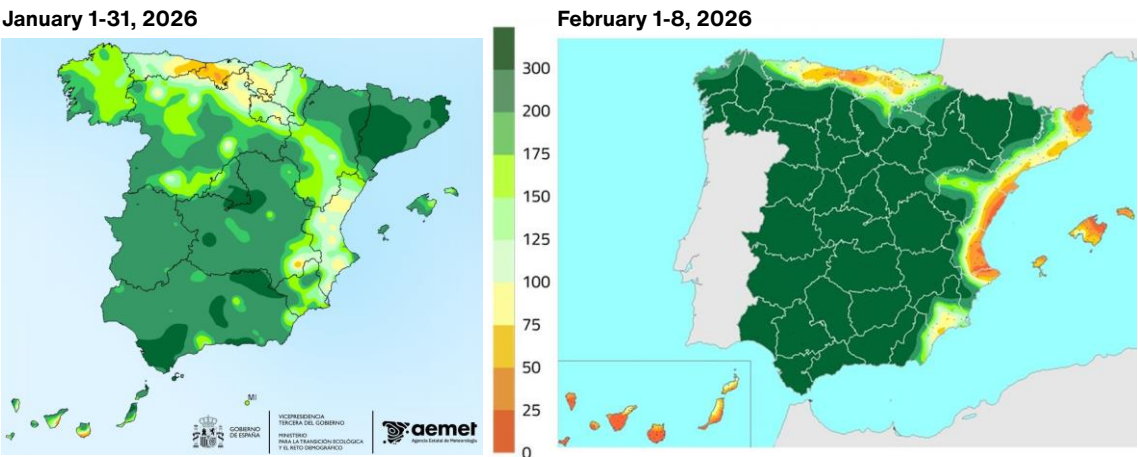 January 1-31, 2026
February 1-8, 2026
300
200
175
150
125
100
75
50
25
0
Ce
Ml
GOBIERNO
DE ESPAÑA
VICEPRESIDENCIA
TERCERA DEL GOBIERNO
MINISTERIO
PARA LA TRANSICIÓN ECOLÓGICA
Y EL RETO DEMOGRÁFICO
aemet
Agencia Estatal de Meteorología